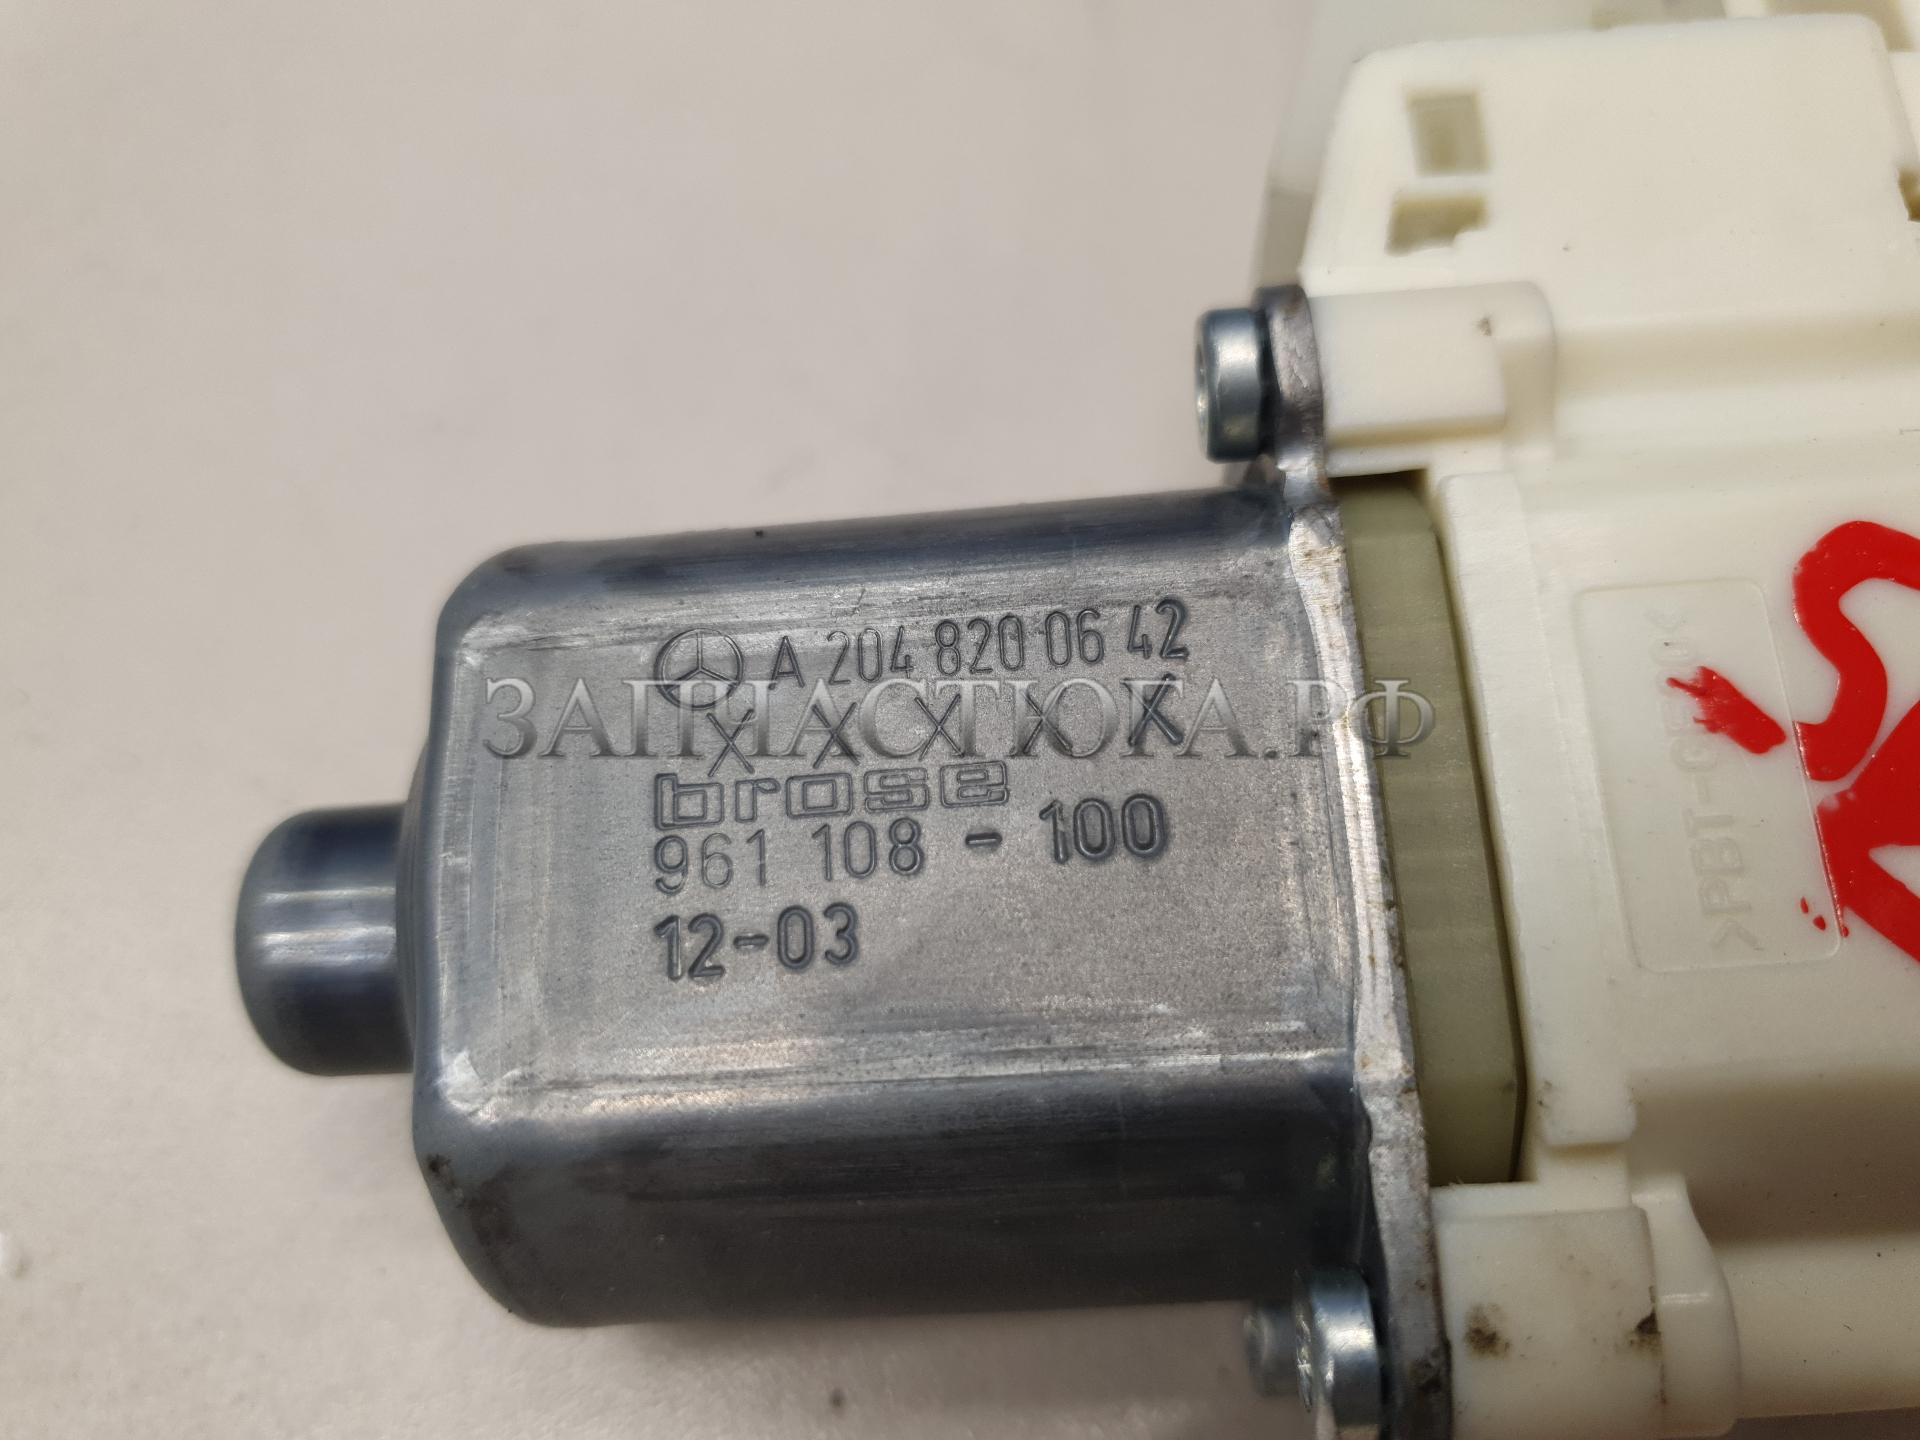 A 204 820 06 42
X X X X X
ЗАПЧАСТЮГА.РФ
brose
961 108 - 100
12-03